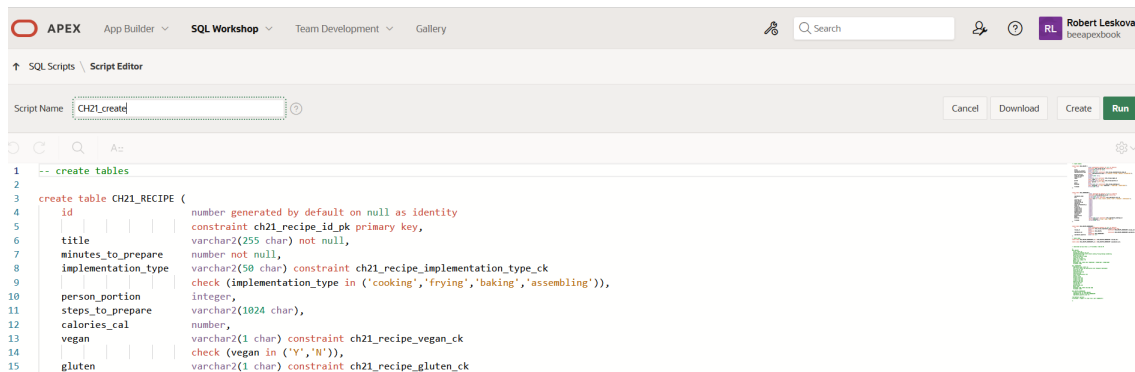 APEX App Builder SQL Workshop Team Development Gallery Search RL Robert Leskova
beeapexbook
SQL Scripts \ Script Editor
Script Name CH21_create Cancel Download Create Run
1 -- create tables
2
3 create table CH21_RECIPE (
4 id number generated by default on null as identity
5 constraint ch21_recipe_id_pk primary key,
6 title varchar2(255 char) not null,
7 minutes_to_prepare number not null,
8 implementation_type varchar2(50 char) constraint ch21_recipe_implementation_type_ck
9 check (implementation_type in ('cooking','frying','baking','assembling')),
10 person_portion integer,
11 steps_to_prepare varchar2(1024 char),
12 calories_cal number,
13 vegan varchar2(1 char) constraint ch21_recipe_vegan_ck
14 check (vegan in ('Y','N')),
15 gluten varchar2(1 char) constraint ch21_recipe_gluten_ck